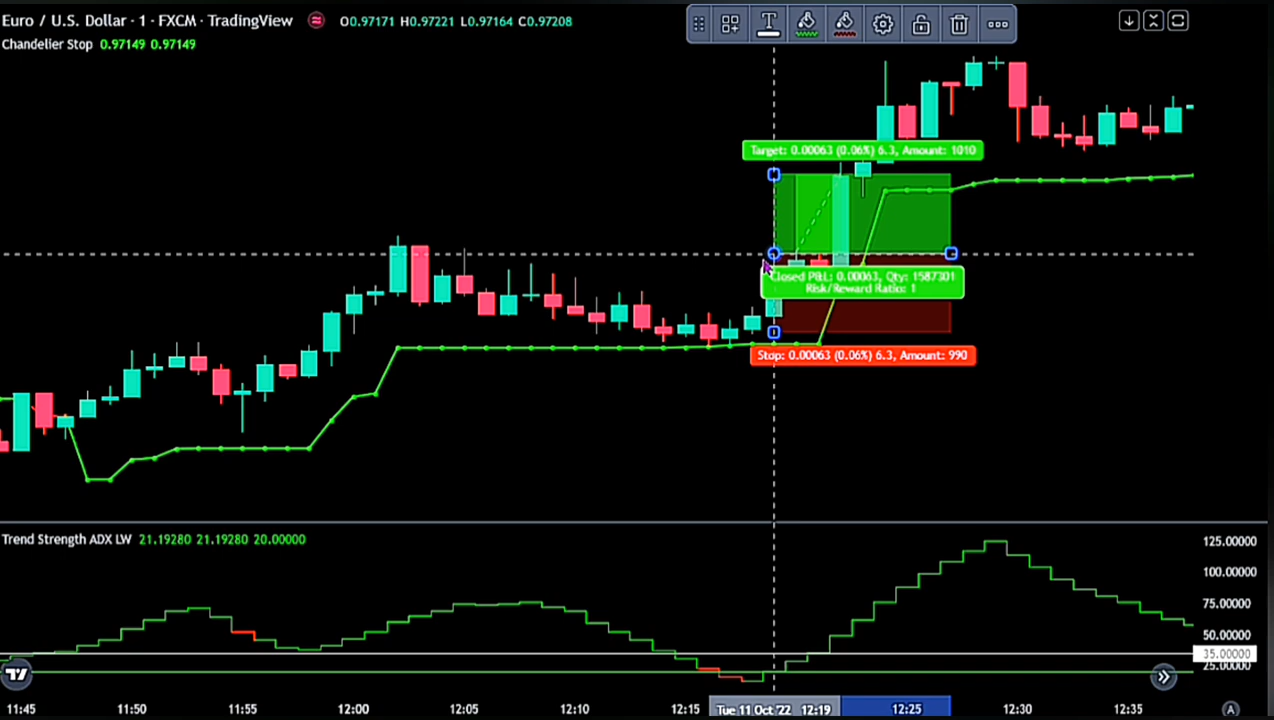 Euro / U.S. Dollar · 1 · FXCM · TradingView O0.97171 H0.97221 L0.97164 C0.97208
Chandelier Stop 0.97149 0.97149
Target: 0.00063 (0.06%) 6.3, Amount: 1010
Closed P&L: 0.00063, Qty: 1587301
Risk/Reward Ratio: 1
Stop: 0.00063 (0.06%) 6.3, Amount: 990
Trend Strength ADX LW 21.19280 21.19280 20.00000
125.00000
100.00000
75.00000
50.00000
35.00000
25.00000
11:45 11:50 11:55 12:00 12:05 12:10 12:15 Tue 11 Oct '22 12:19 12:25 12:30 12:35 A